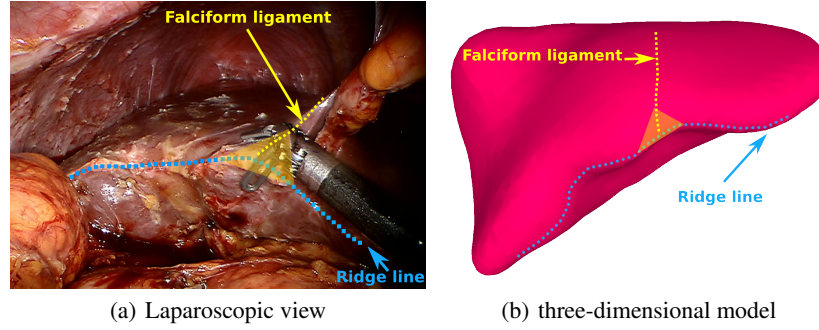 Falciform ligament
Ridge line
Falciform ligament
Ridge line
(a) Laparoscopic view
(b) three-dimensional model